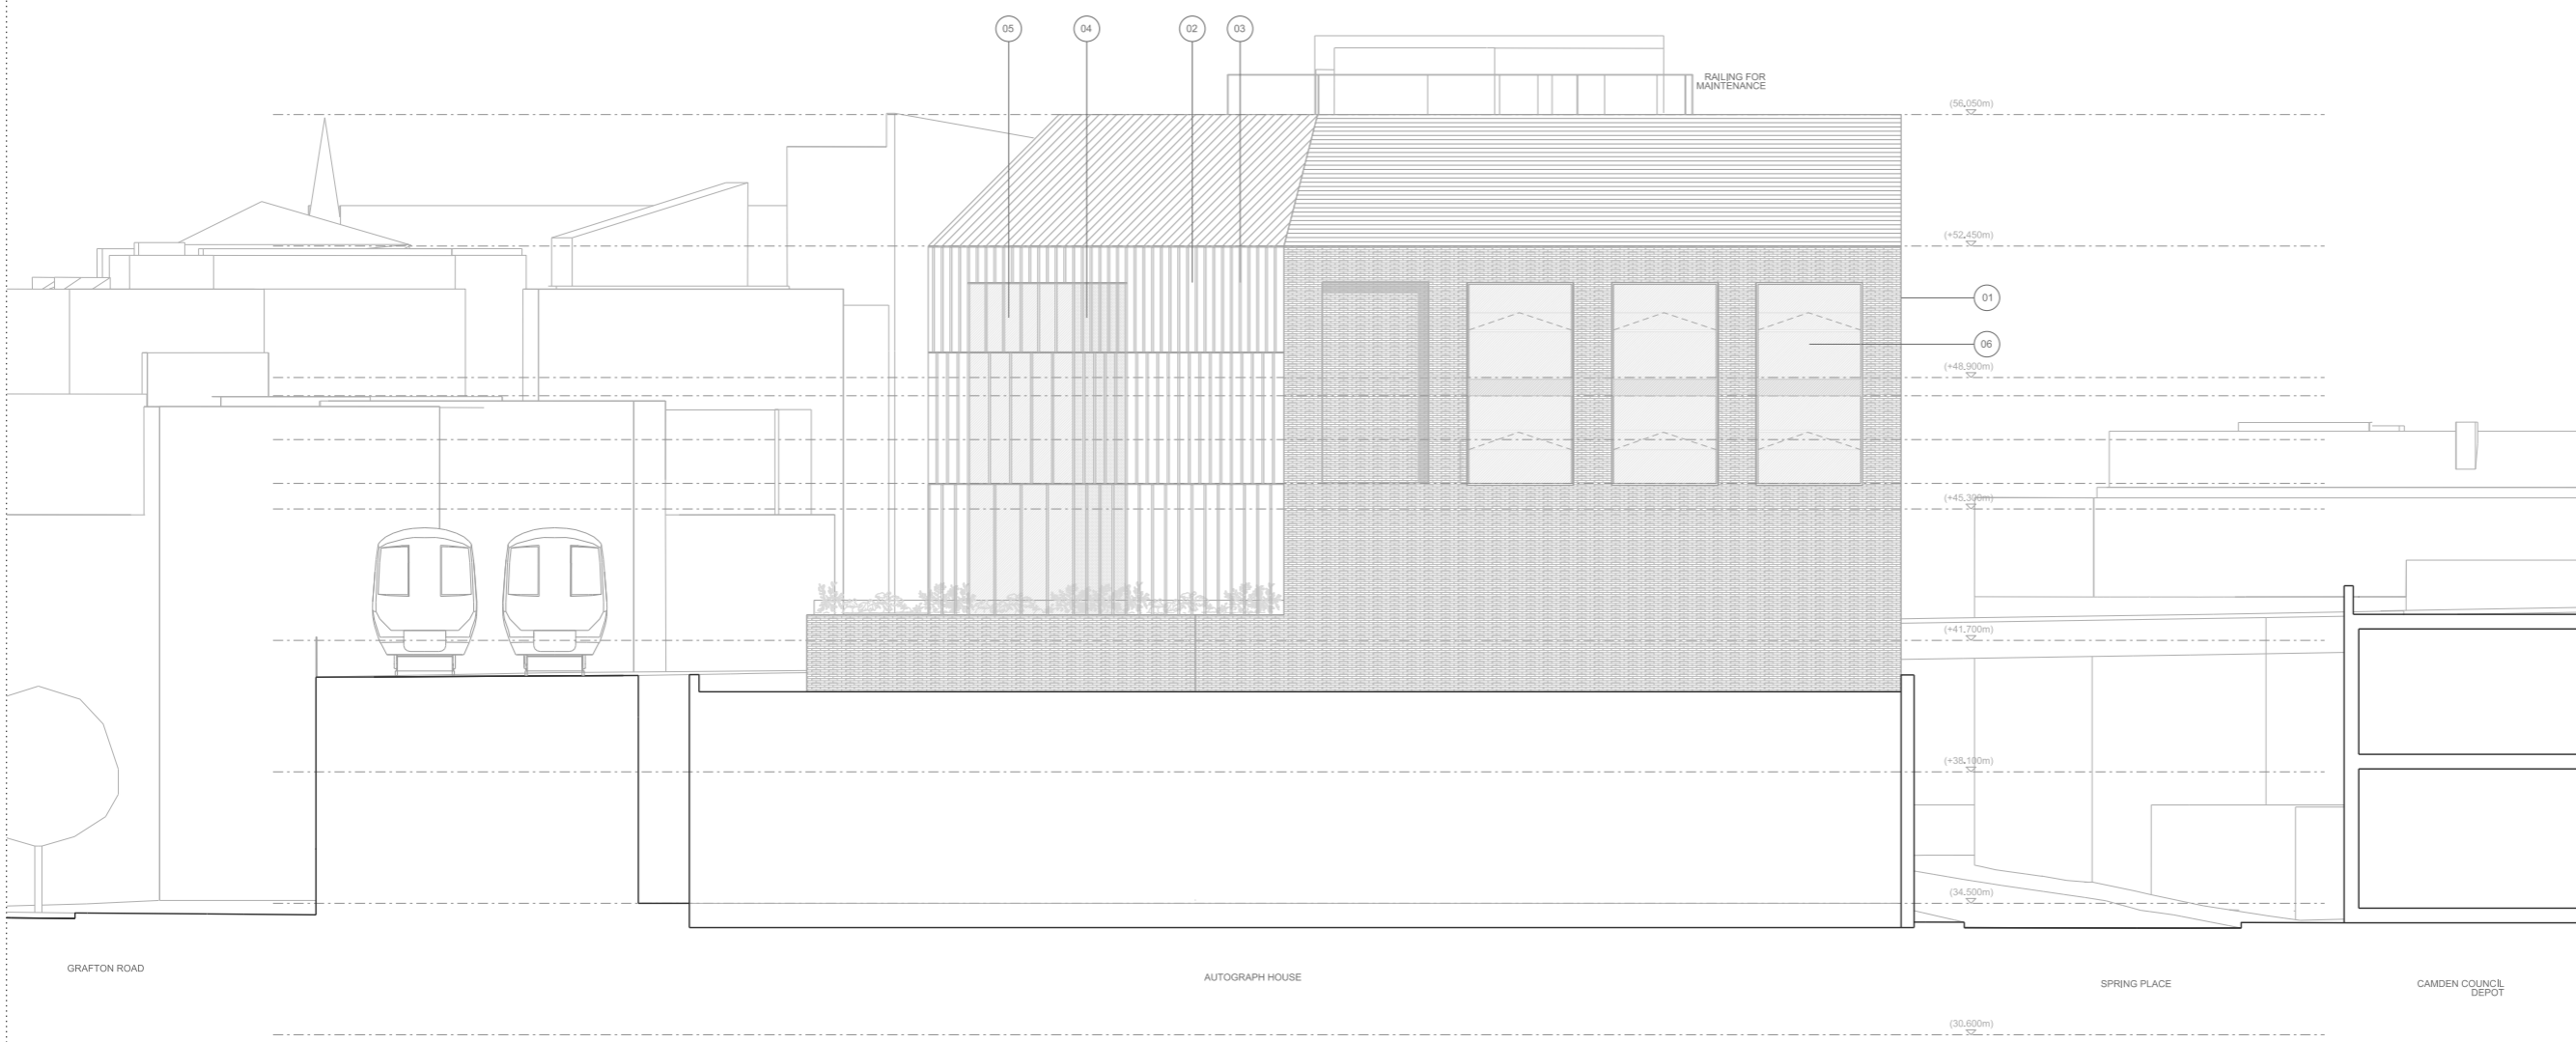 05
04
02
03
RAILING FOR
MAINTENANCE
(56.050m)
(+52.450m)
01
06
(+48.900m)
(+45.300m)
(+41.700m)
(+38.100m)
(34.500m)
GRAFTON ROAD
AUTOGRAPH HOUSE
SPRING PLACE
CAMDEN COUNCIL
DEPOT
(30.600m)